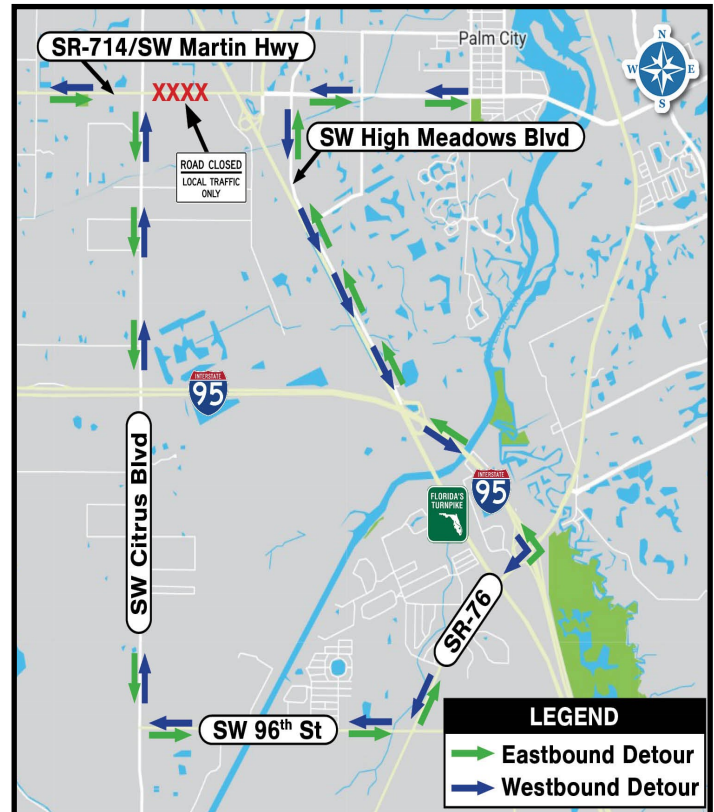 SR-714/SW Martin Hwy
Palm City
N
W
E
S
XXXX
ROAD CLOSED
LOCAL TRAFFIC
ONLY
SW High Meadows Blvd
INTERSTATE
95
SW Citrus Blvd
INTERSTATE
95
FLORIDA'S
TURNPIKE
SR-76
SW 96th St
LEGEND
Eastbound Detour
Westbound Detour